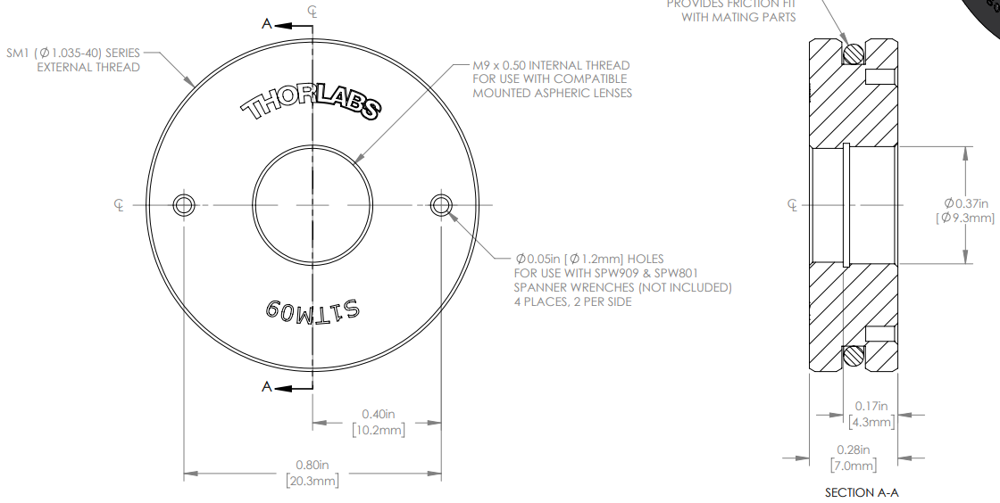 PROVIDES FRICTION FIT
WITH MATING PARTS
℄
A
SM1 (Ø1.035-40) SERIES
EXTERNAL THREAD
M9 x 0.50 INTERNAL THREAD
FOR USE WITH COMPATIBLE
MOUNTED ASPHERIC LENSES
THORLABS
℄
℄
Ø0.37in
[Ø9.3mm]
Ø0.05in [Ø1.2mm] HOLES
FOR USE WITH SPW909 & SPW801
SPANNER WRENCHES (NOT INCLUDED)
4 PLACES, 2 PER SIDE
S1TM09
A
0.40in
[10.2mm]
0.80in
[20.3mm]
0.17in
[4.3mm]
0.28in
[7.0mm]
SECTION A-A